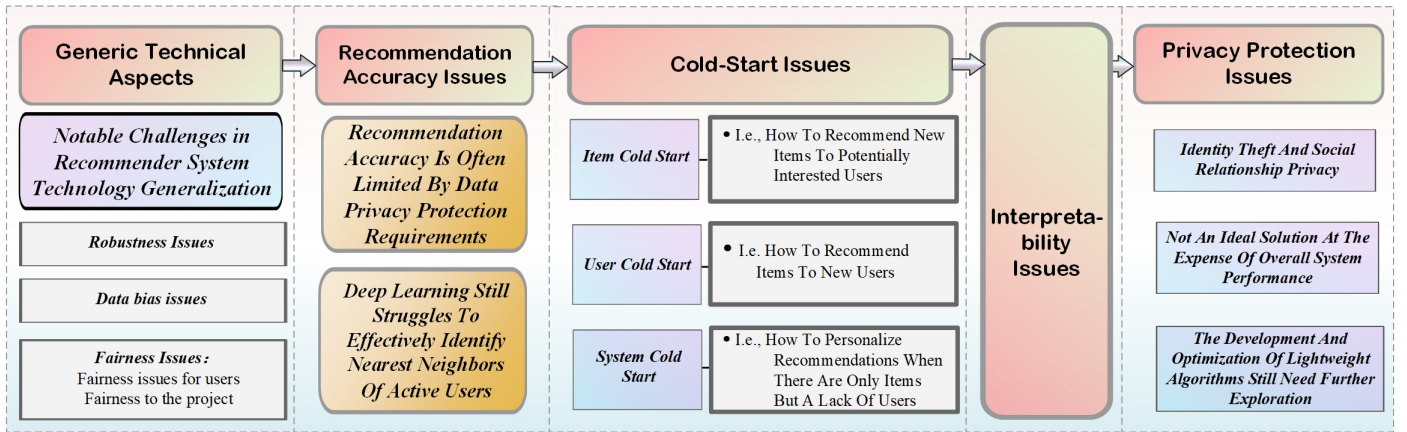 Generic Technical
Aspects
Notable Challenges in
Recommender System
Technology Generalization
Robustness Issues
Data bias issues
Fairness Issues:
Fairness issues for users
Fairness to the project
Recommendation
Accuracy Issues
Recommendation
Accuracy Is Often
Limited By Data
Privacy Protection
Requirements
Deep Learning Still
Struggles To
Effectively Identify
Nearest Neighbors
Of Active Users
Cold-Start Issues
Item Cold Start
• I.e., How To Recommend New
Items To Potentially
Interested Users
User Cold Start
• I.e. How To Recommend
Items To New Users
System Cold
Start
• I.e., How To Personalize
Recommendations When
There Are Only Items
But A Lack Of Users
Interpreta-
bility
Issues
Privacy Protection
Issues
Identity Theft And Social
Relationship Privacy
Not An Ideal Solution At The
Expense Of Overall System
Performance
The Development And
Optimization Of Lightweight
Algorithms Still Need Further
Exploration